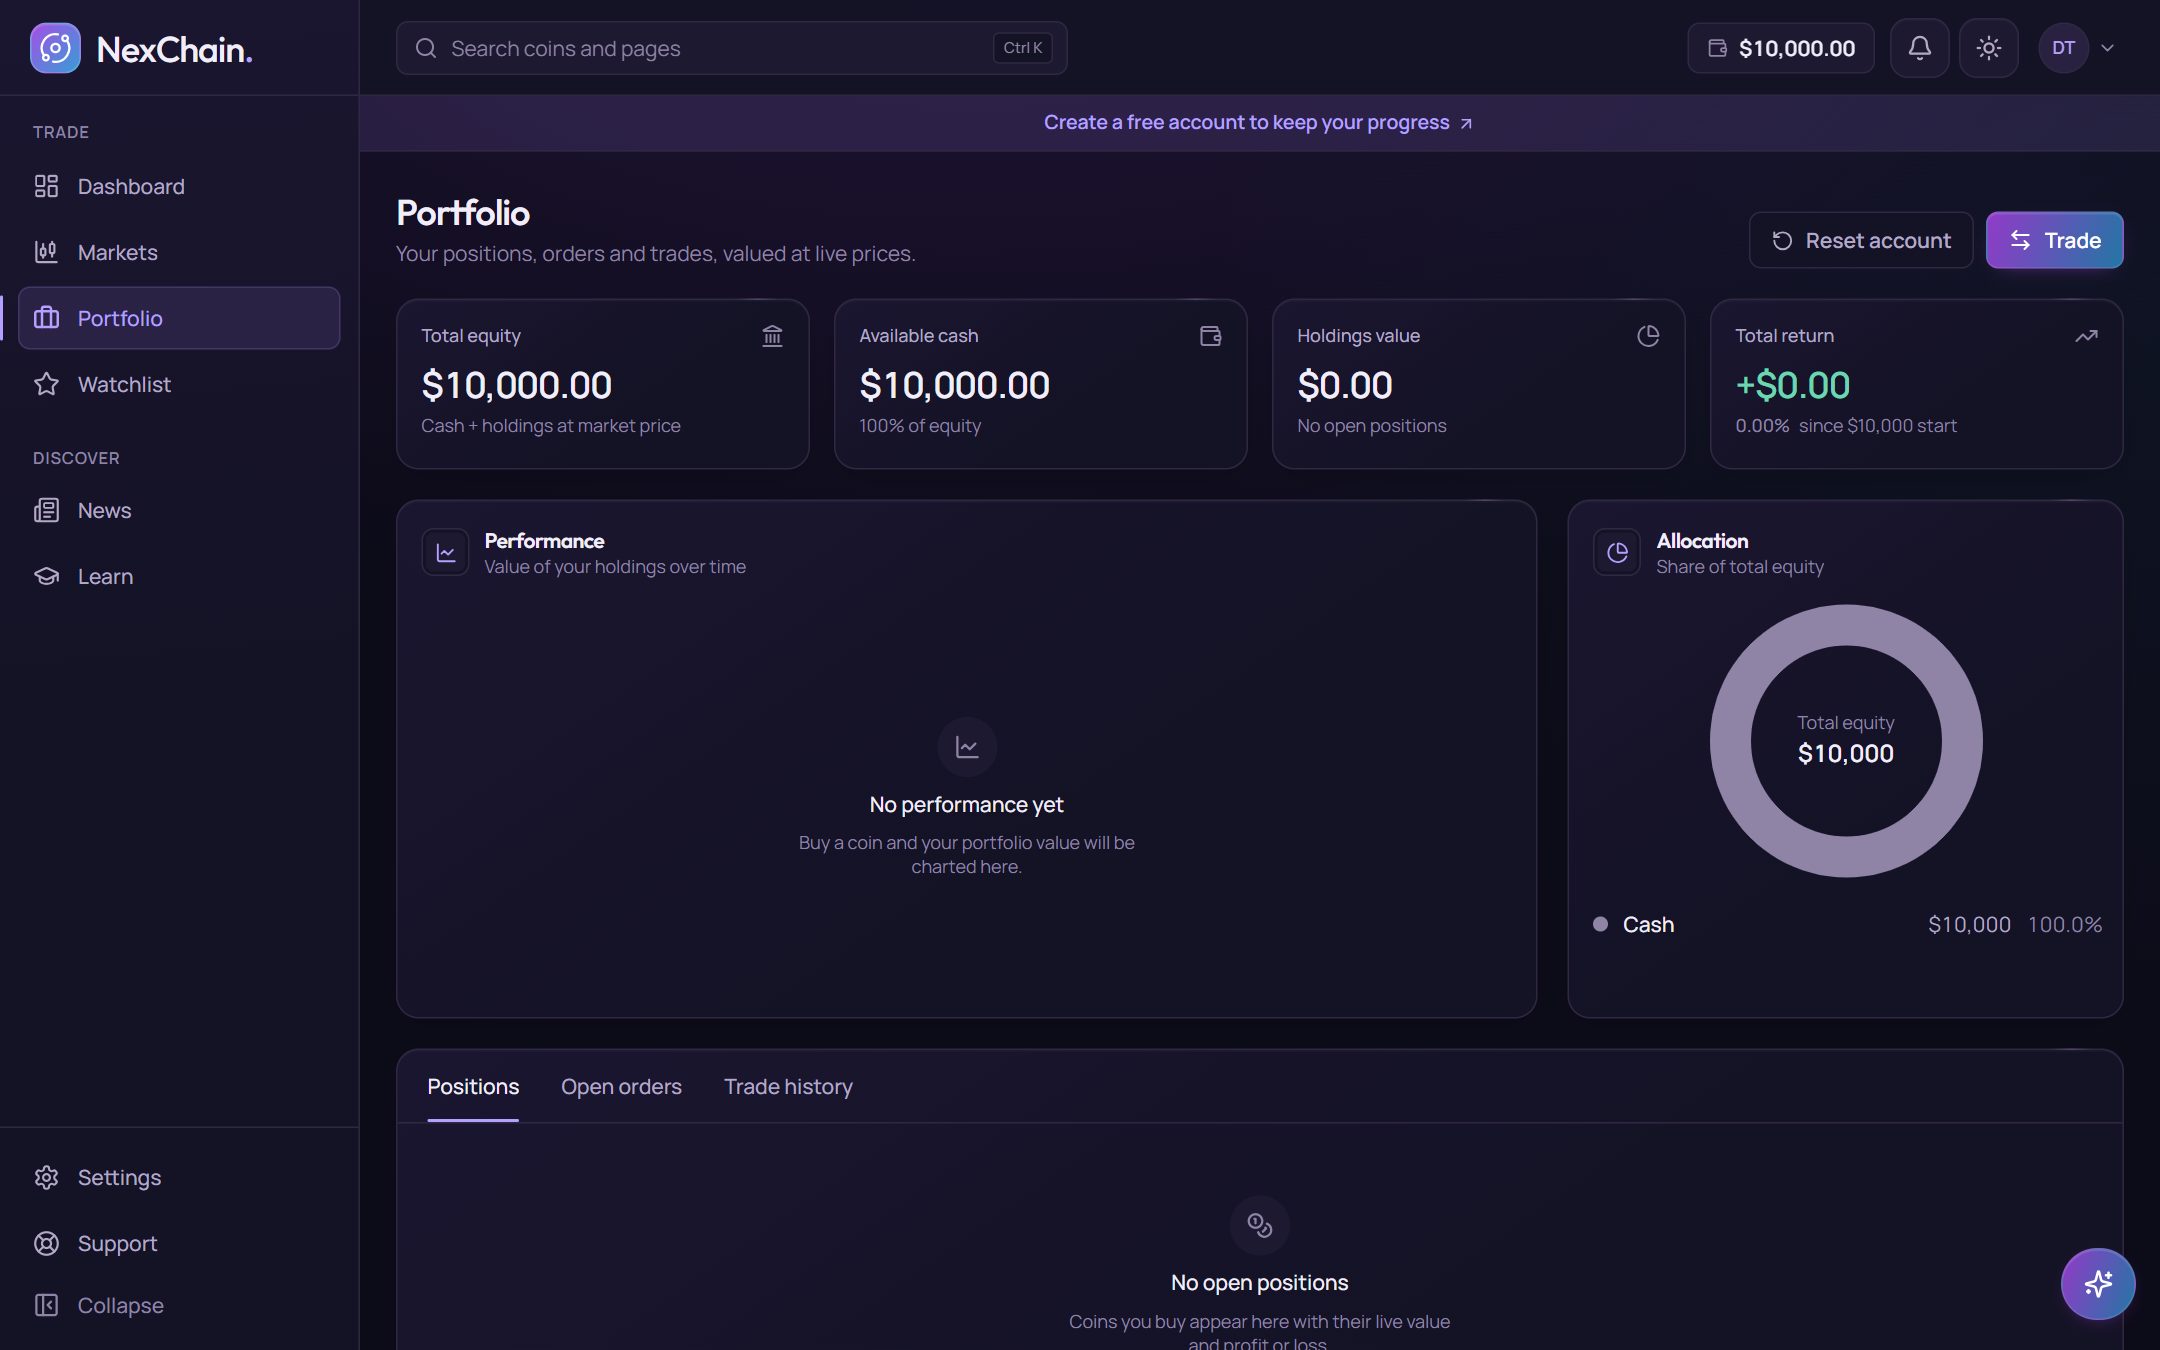 NexChain.
Search coins and pages
Ctrl K
$10,000.00
DT
Create a free account to keep your progress
TRADE
Dashboard
Markets
Portfolio
Watchlist
DISCOVER
News
Learn
Settings
Support
Collapse
Portfolio
Your positions, orders and trades, valued at live prices.
Reset account
Trade
Total equity
$10,000.00
Cash + holdings at market price
Available cash
$10,000.00
100% of equity
Holdings value
$0.00
No open positions
Total return
+$0.00
0.00% since $10,000 start
Performance
Value of your holdings over time
No performance yet
Buy a coin and your portfolio value will be
charted here.
Allocation
Share of total equity
Total equity
$10,000
Cash
$10,000 100.0%
Positions
Open orders
Trade history
No open positions
Coins you buy appear here with their live value
and profit or loss.